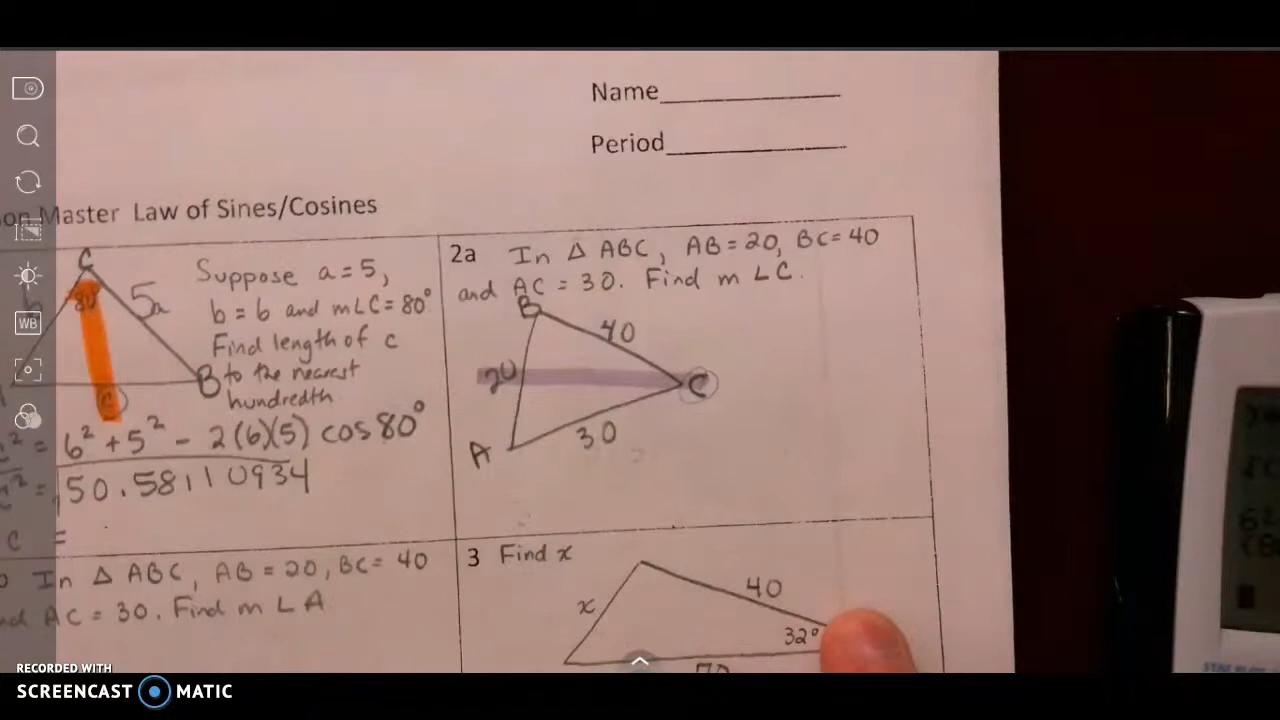 Name
Period
Master Law of Sines/Cosines
C
80
5a
b
B
c
Suppose a = 5,
b = 6 and m∠C = 80°
Find length of c
to the nearest
hundredth
6² + 5² - 2(6)(5) cos 80°
50.58110934
c =
2a In Δ ABC, AB = 20, BC = 40
and AC = 30. Find m ∠C.
B
40
20
C
A
30
In Δ ABC, AB = 20, BC = 40
AC = 30. Find m ∠A
3 Find x
40
x
32°
WB
RECORDED WITH
SCREENCAST MATIC